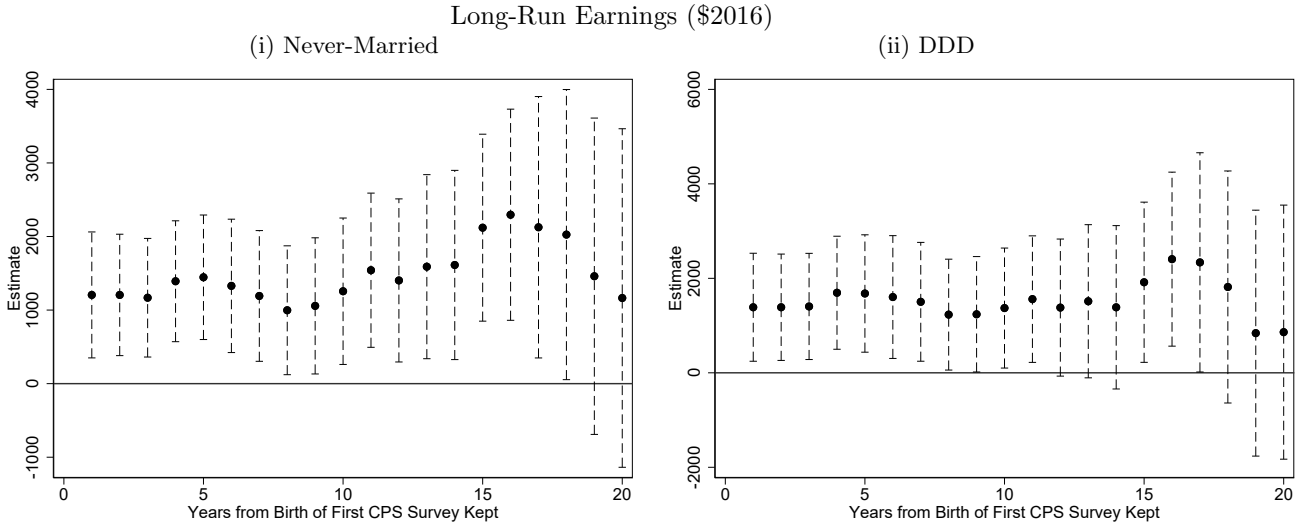 Long-Run Earnings ($2016)
(i) Never-Married
(ii) DDD
Estimate
4000
3000
2000
1000
0
-1000
0 5 10 15 20
Years from Birth of First CPS Survey Kept
Estimate
6000
4000
2000
0
-2000
0 5 10 15 20
Years from Birth of First CPS Survey Kept